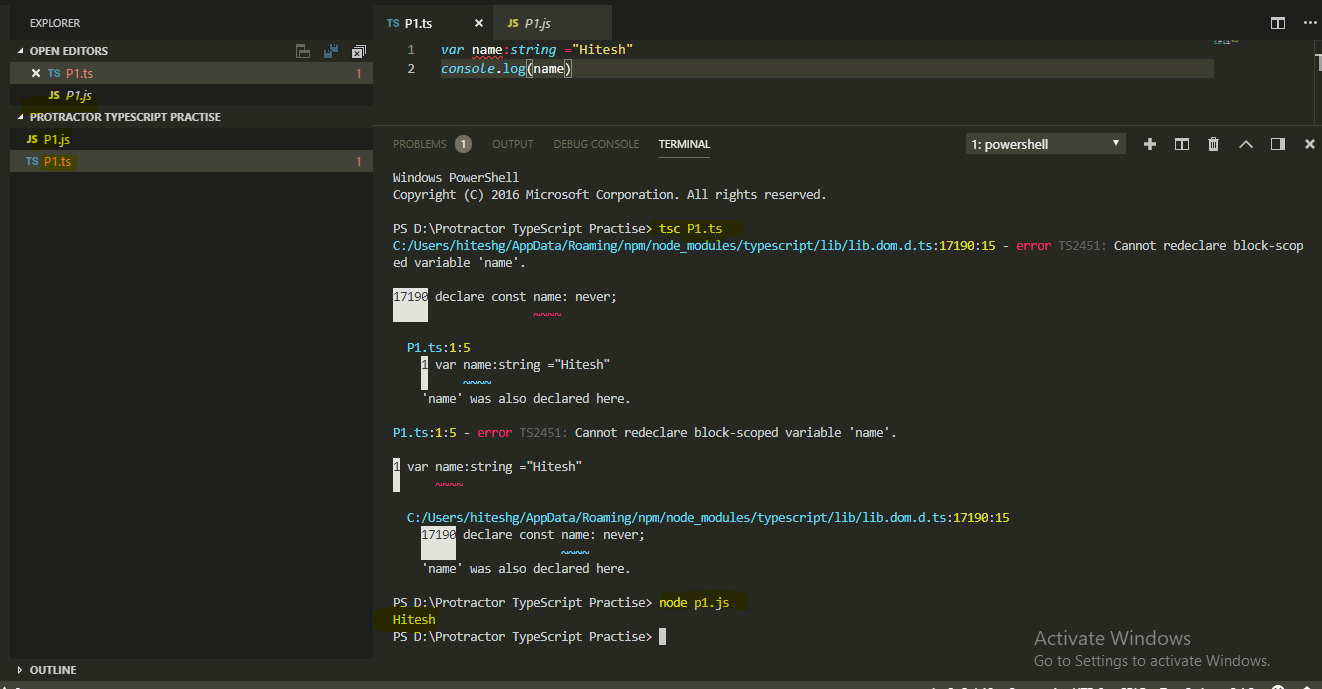 EXPLORER
OPEN EDITORS
TS P1.ts 1
JS P1.js
PROTRACTOR TYPESCRIPT PRACTISE
JS P1.js
TS P1.ts 1
OUTLINE
TS P1.ts JS P1.js
1 var name:string ="Hitesh"
2 console.log(name)
PROBLEMS 1 OUTPUT DEBUG CONSOLE TERMINAL 1: powershell
Windows PowerShell
Copyright (C) 2016 Microsoft Corporation. All rights reserved.
PS D:\Protractor TypeScript Practise> tsc P1.ts
C:/Users/hiteshg/AppData/Roaming/npm/node_modules/typescript/lib/lib.dom.d.ts:17190:15 - error TS2451: Cannot redeclare block-scop
ed variable 'name'.
17190 declare const name: never;
~~~~
P1.ts:1:5
1 var name:string ="Hitesh"
~~~~
'name' was also declared here.
P1.ts:1:5 - error TS2451: Cannot redeclare block-scoped variable 'name'.
1 var name:string ="Hitesh"
~~~~
C:/Users/hiteshg/AppData/Roaming/npm/node_modules/typescript/lib/lib.dom.d.ts:17190:15
17190 declare const name: never;
~~~~
'name' was also declared here.
PS D:\Protractor TypeScript Practise> node p1.js
Hitesh
PS D:\Protractor TypeScript Practise>
Activate Windows
Go to Settings to activate Windows.